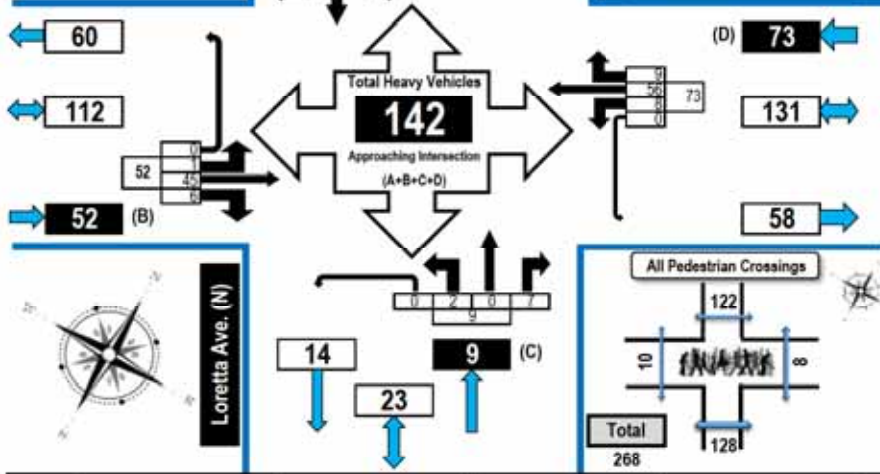 60
(D) 73
Total Heavy Vehicles
142
Approaching Intersection
(A+B+C+D)
112
131
9
56
8
0
73
0
1
45
6
52
52 (B)
58
Loretta Ave. (N)
0 2 0 7
9
14
9 (C)
23
All Pedestrian Crossings
122
10
8
128
Total
268